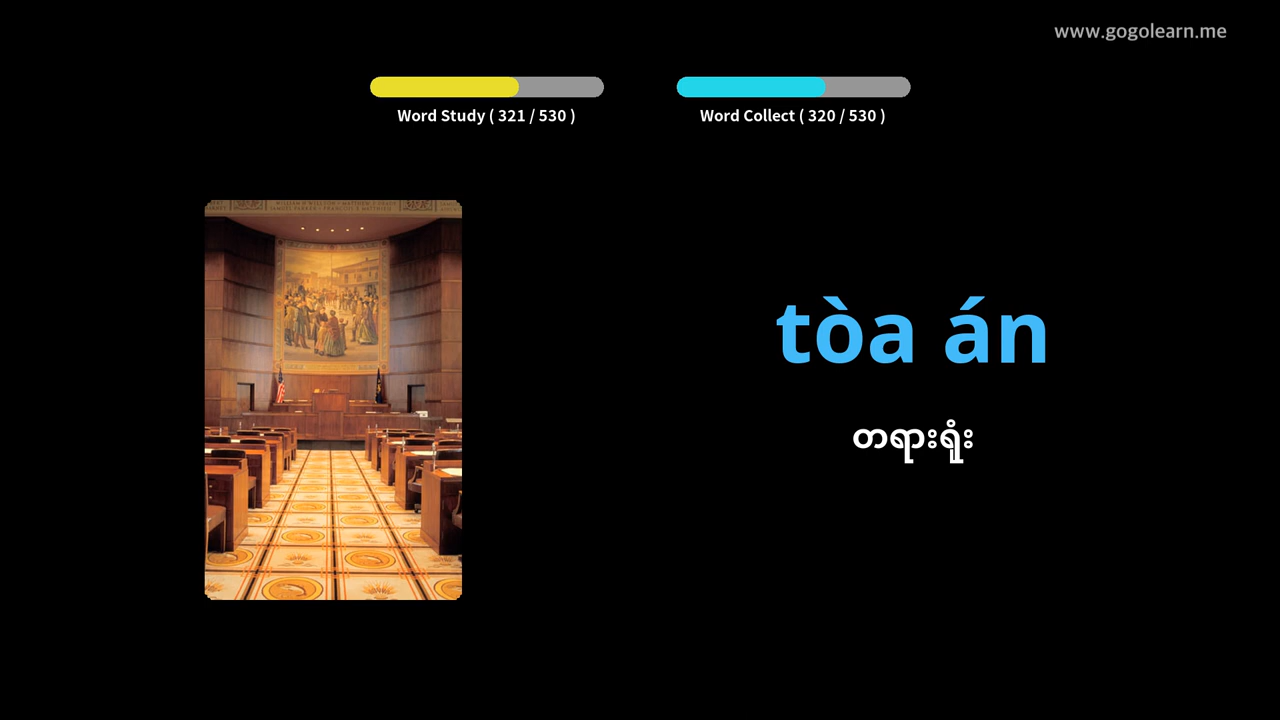 www.gogolearn.me
Word Study ( 321 / 530 )
Word Collect ( 320 / 530 )
tòa án
တရားရုံး